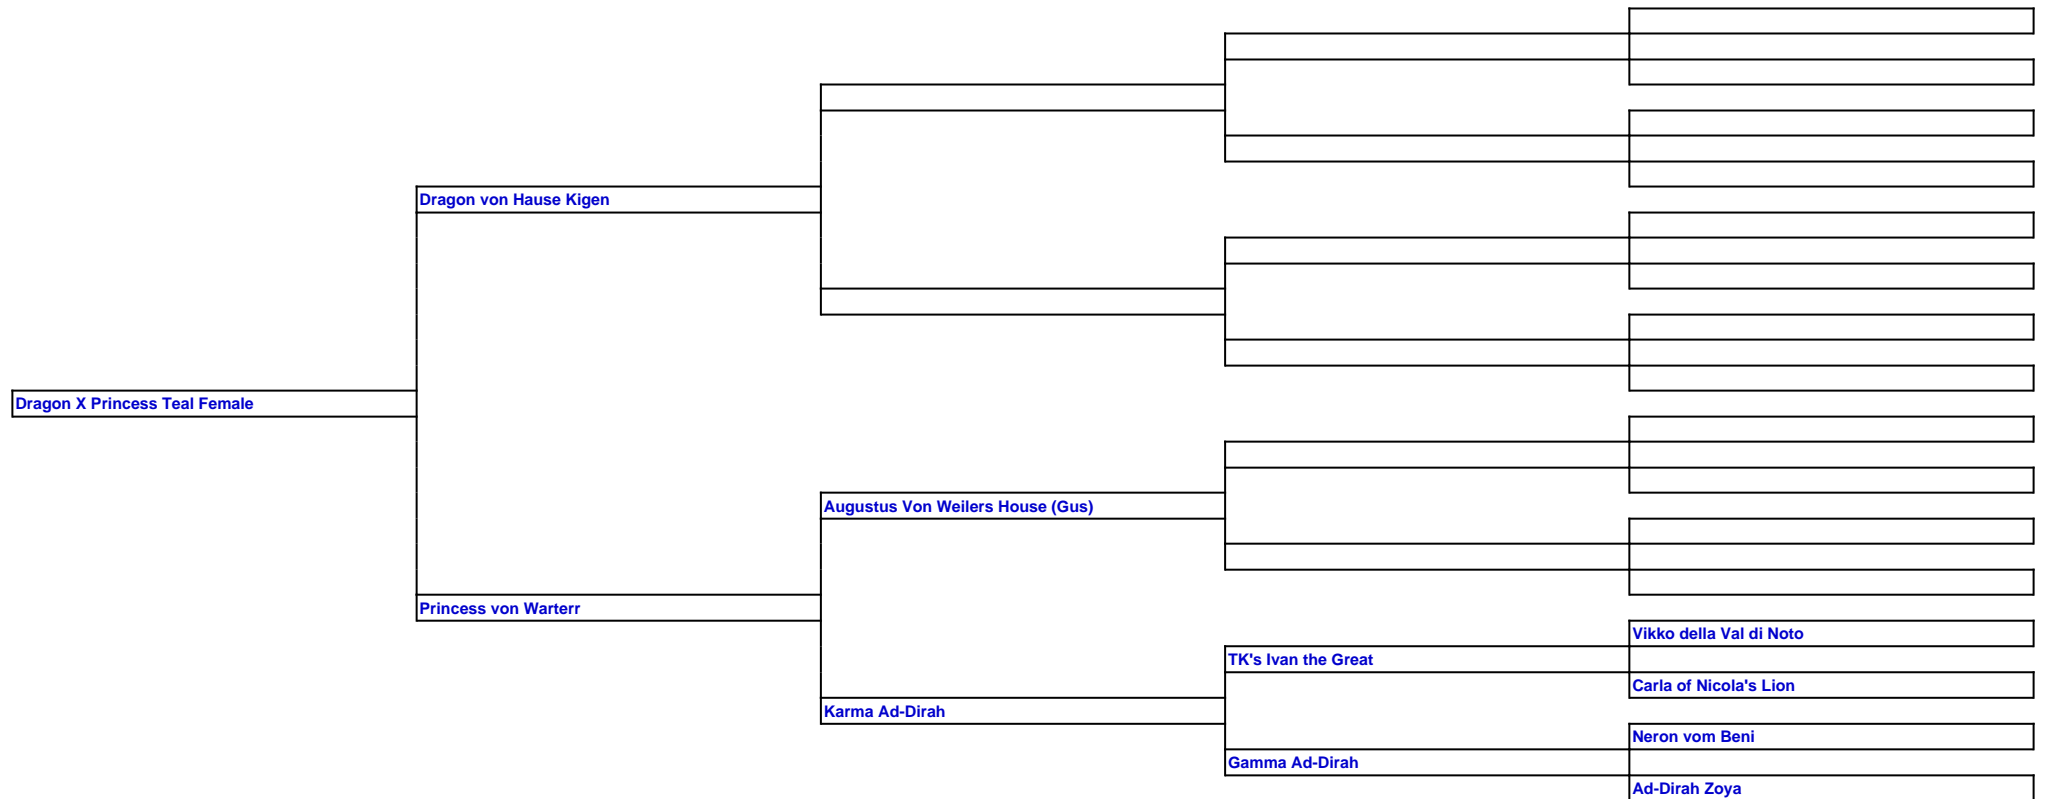 Dragon von Hause Kigen
Dragon X Princess Teal Female
Augustus Von Weilers House (Gus)
Princess von Warterr
Vikko della Val di Noto
TK's Ivan the Great
Carla of Nicola's Lion
Karma Ad-Dirah
Neron vom Beni
Gamma Ad-Dirah
Ad-Dirah Zoya